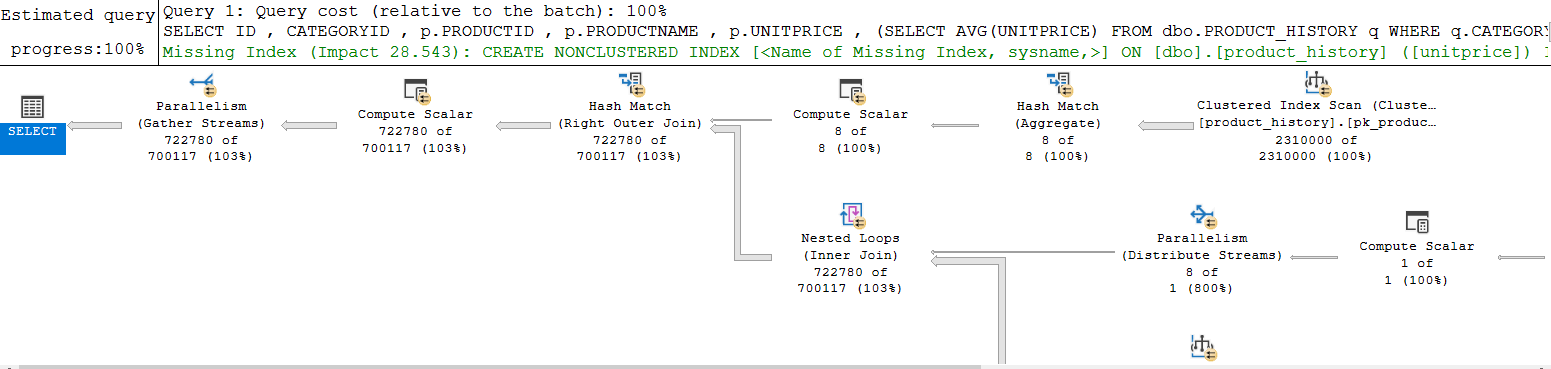 Estimated query
progress:100%
Query 1: Query cost (relative to the batch): 100%
SELECT ID , CATEGORYID , p.PRODUCTID , p.PRODUCTNAME , p.UNITPRICE , (SELECT AVG(UNITPRICE) FROM dbo.PRODUCT_HISTORY q WHERE q.CATEGORY
Missing Index (Impact 28.543): CREATE NONCLUSTERED INDEX [<Name of Missing Index, sysname,>] ON [dbo].[product_history] ([unitprice]) I
SELECT
Parallelism
(Gather Streams)
722780 of
700117 (103%)
Compute Scalar
722780 of
700117 (103%)
Hash Match
(Right Outer Join)
722780 of
700117 (103%)
Compute Scalar
8 of
8 (100%)
Hash Match
(Aggregate)
8 of
8 (100%)
Clustered Index Scan (Cluste…
[product_history].[pk_produc…
2310000 of
2310000 (100%)
Nested Loops
(Inner Join)
722780 of
700117 (103%)
Parallelism
(Distribute Streams)
8 of
1 (800%)
Compute Scalar
1 of
1 (100%)